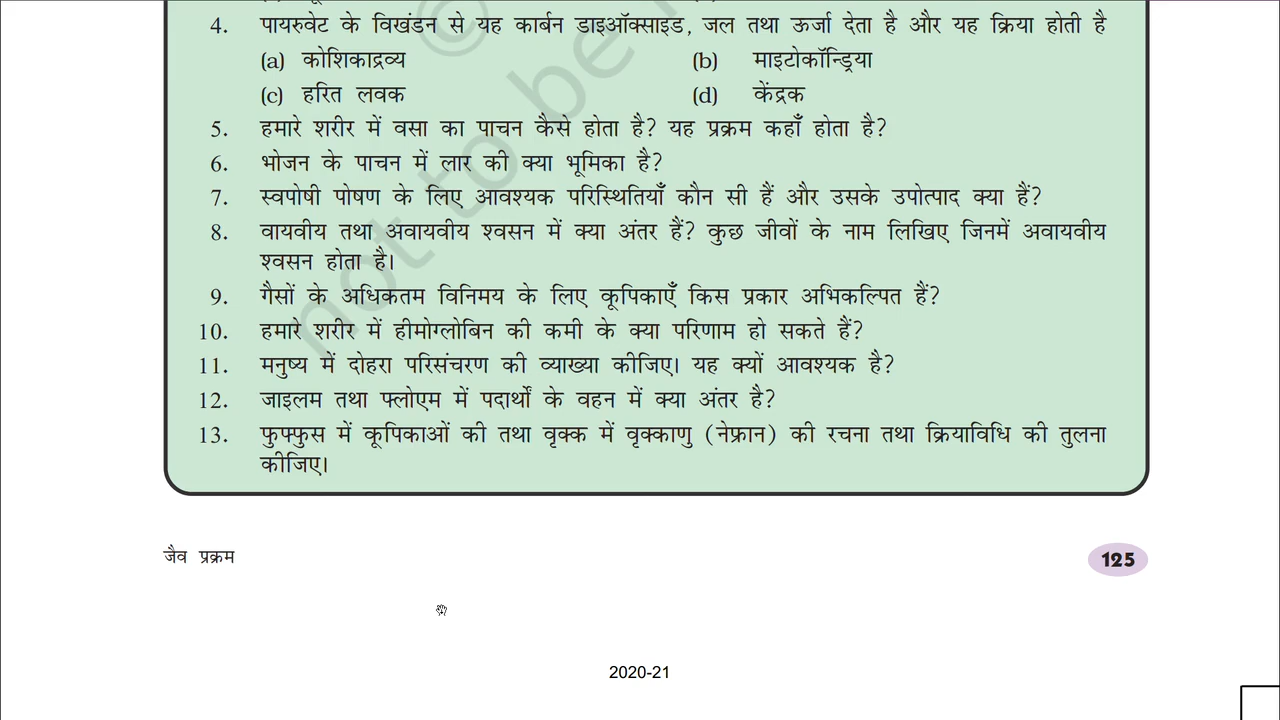 4. पायरुवेट के विखंडन से यह कार्बन डाइऑक्साइड, जल तथा ऊर्जा देता है और यह क्रिया होती है
(a) कोशिकाद्रव्य (b) माइटोकॉन्ड्रिया
(c) हरित लवक (d) केंद्रक
5. हमारे शरीर में वसा का पाचन कैसे होता है? यह प्रक्रम कहाँ होता है?
6. भोजन के पाचन में लार की क्या भूमिका है?
7. स्वपोषी पोषण के लिए आवश्यक परिस्थितियाँ कौन सी हैं और उसके उपोत्पाद क्या हैं?
8. वायवीय तथा अवायवीय श्वसन में क्या अंतर हैं? कुछ जीवों के नाम लिखिए जिनमें अवायवीय
श्वसन होता है।
9. गैसों के अधिकतम विनिमय के लिए कूपिकाएँ किस प्रकार अभिकल्पित हैं?
10. हमारे शरीर में हीमोग्लोबिन की कमी के क्या परिणाम हो सकते हैं?
11. मनुष्य में दोहरा परिसंचरण की व्याख्या कीजिए। यह क्यों आवश्यक है?
12. जाइलम तथा फ्लोएम में पदार्थों के वहन में क्या अंतर है?
13. फुफ्फुस में कूपिकाओं की तथा वृक्क में वृक्काणु (नेफ्रान) की रचना तथा क्रियाविधि की तुलना
कीजिए।
not to be
©
जैव प्रक्रम 125
2020-21